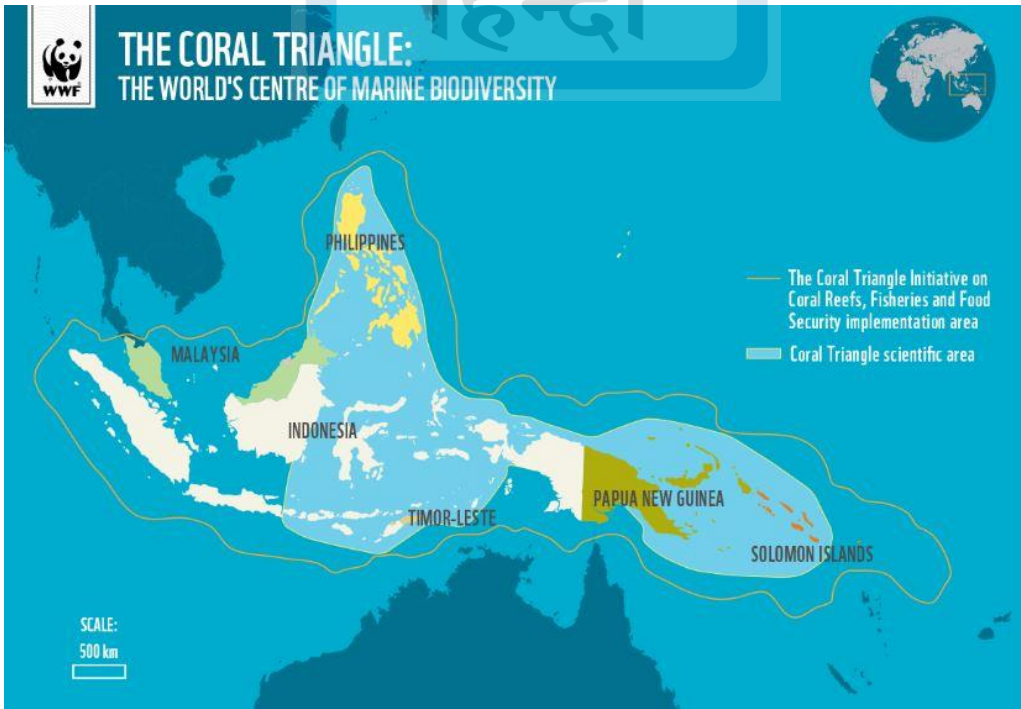 हिन्दी
WWF
THE CORAL TRIANGLE:
THE WORLD'S CENTRE OF MARINE BIODIVERSITY
PHILIPPINES
The Coral Triangle Initiative on
Coral Reefs, Fisheries and Food
Security implementation area
Coral Triangle scientific area
MALAYSIA
INDONESIA
PAPUA NEW GUINEA
TIMOR-LESTE
SOLOMON ISLANDS
SCALE:
500 km